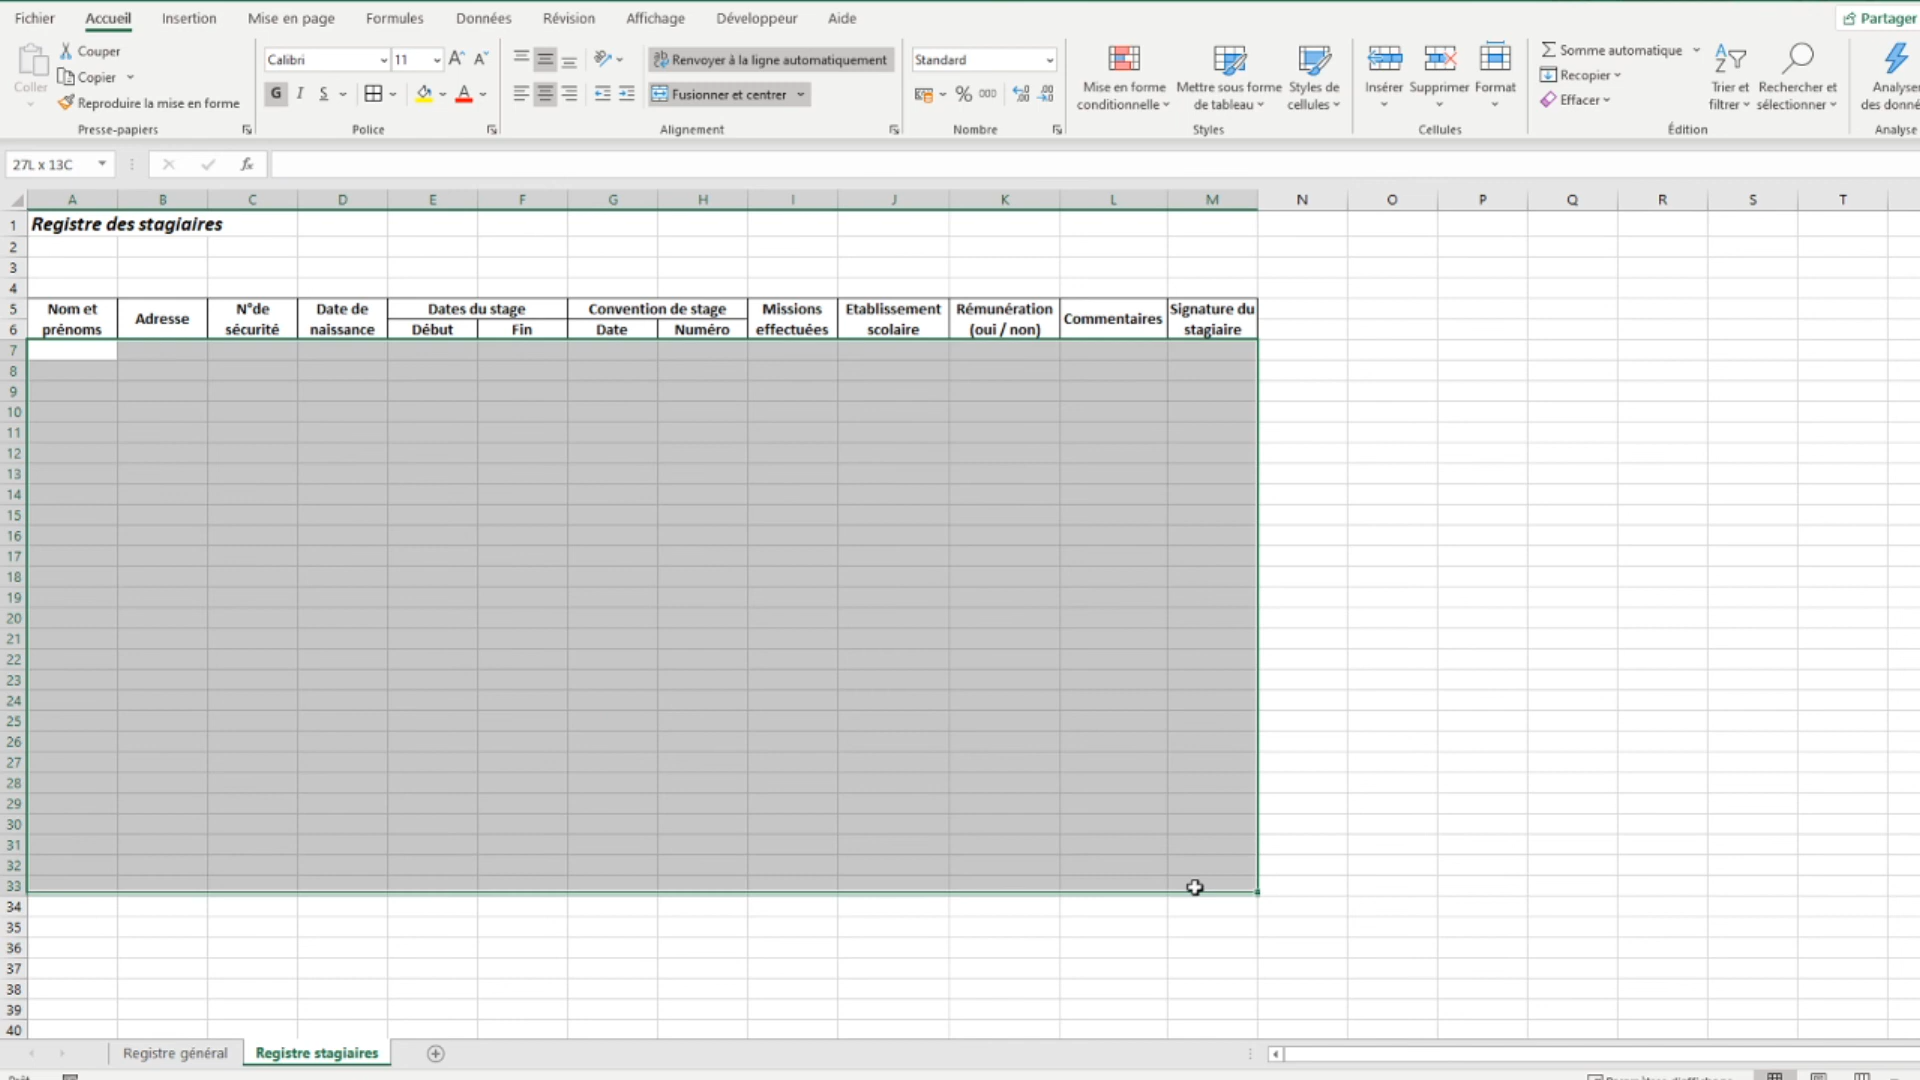 Fichier Accueil Insertion Mise en page Formules Données Révision Affichage Développeur Aide Partager
Coller
Couper
Copier
Reproduire la mise en forme
Presse-papiers
Calibri 11
G I S
Police
Renvoyer à la ligne automatiquement
Fusionner et centrer
Alignement
Standard
% 000
Nombre
Mise en forme
conditionnelle
Mettre sous forme
de tableau
Styles de
cellules
Styles
Insérer Supprimer Format
Cellules
Somme automatique
Recopier
Effacer
Trier et
filtrer
Rechercher et
sélectionner
Édition
Analyser
Analyse
27L x 13C fx
A B C D E F G H I J K L M N O P Q R S T
1 Registre des stagiaires
2
3
4
5 Nom et Adresse N°de Date de Dates du stage Convention de stage Missions Etablissement Rémunération Commentaires Signature du
6 prénoms sécurité naissance Début Fin Date Numéro effectuées scolaire (oui / non) stagiaire
7
8
9
10
11
12
13
14
15
16
17
18
19
20
21
22
23
24
25
26
27
28
29
30
31
32
33
34
35
36
37
38
39
40
Registre général Registre stagiaires